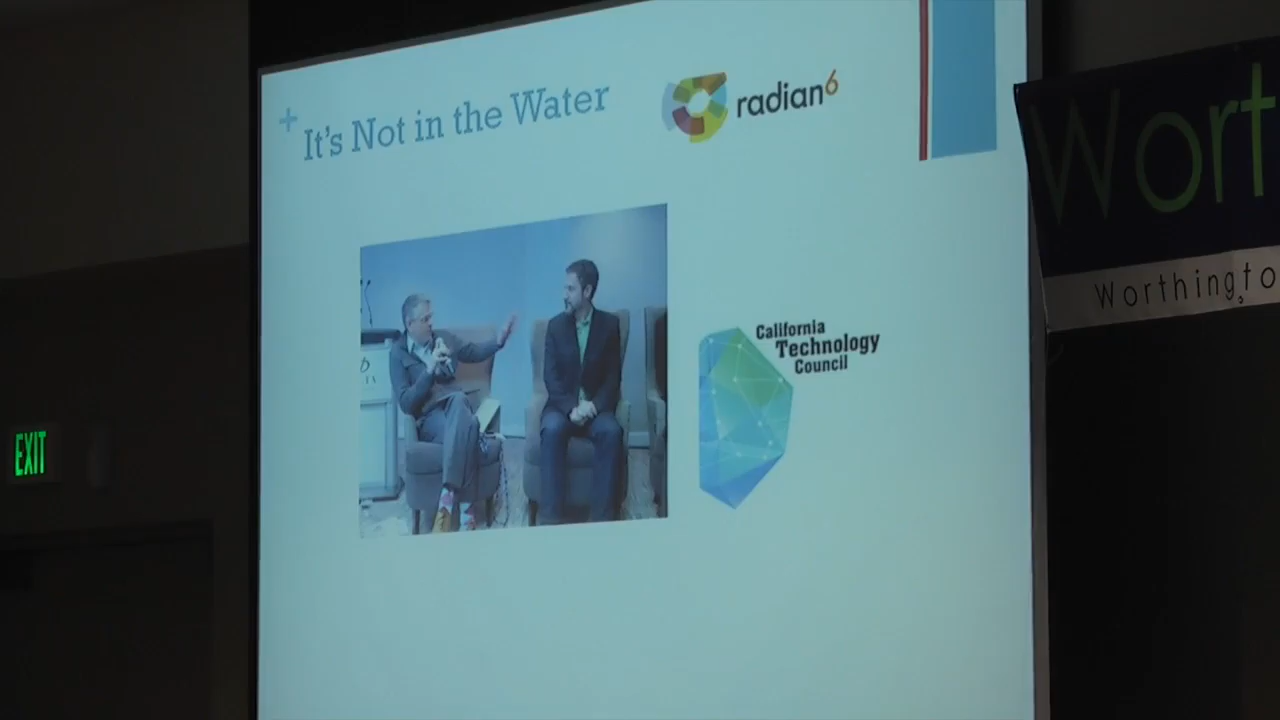 + It's Not in the Water
radian6
California
Technology
Council
Wort
Worthingto
EXIT